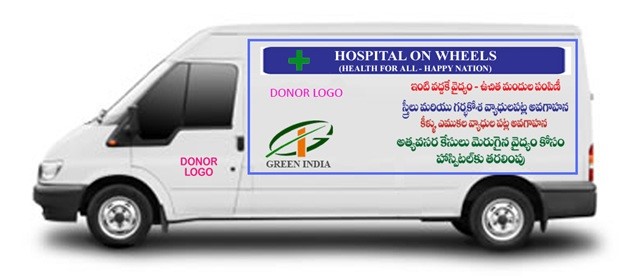 HOSPITAL ON WHEELS
(HEALTH FOR ALL- HAPPY NATION)
DONOR LOGO
ఇంటి వద్దకే వైద్యం - ఉచిత మందుల పంపిణీ
స్త్రీలు మరియు గర్భకోశ వ్యాధులపట్ల అవగాహన
కీళ్ళు ఎముకల వ్యాధుల పట్ల అవగాహన
అత్యవసర కేసులు మెరుగైన వైద్యం కోసం
హాస్పిటల్‌కు తరలింపు
GREEN INDIA
DONOR
LOGO